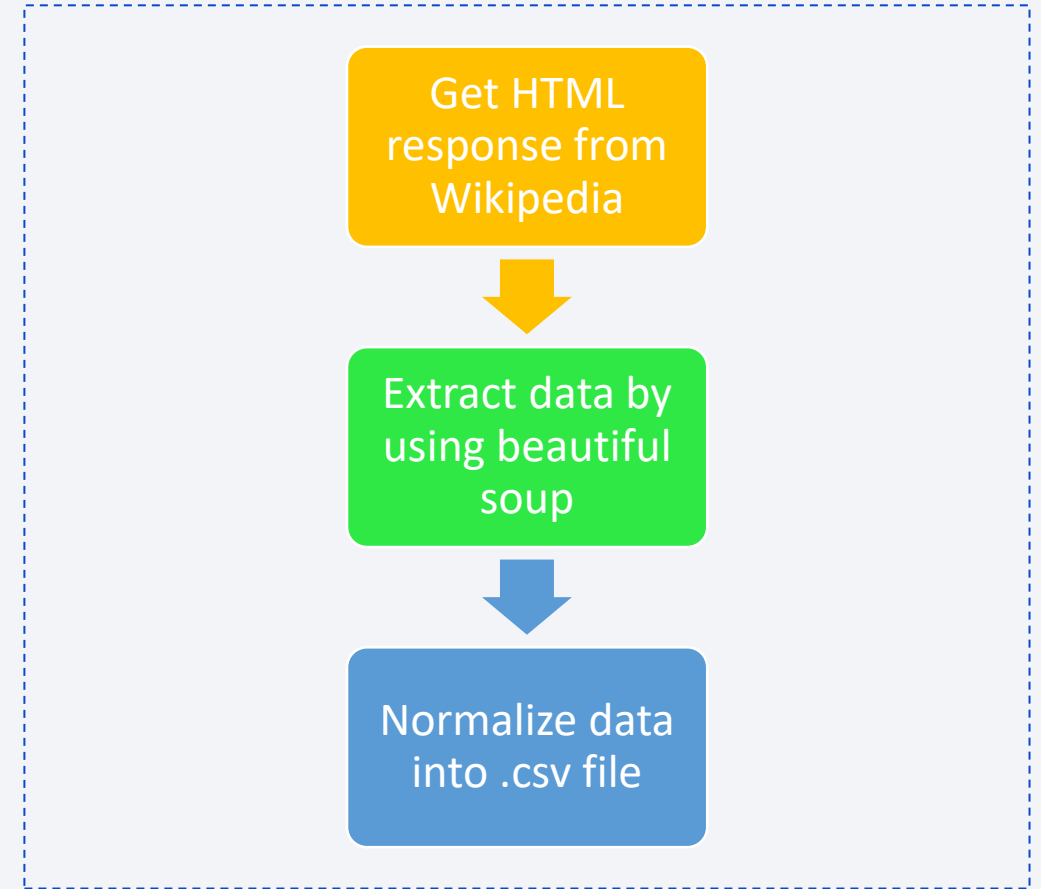 Get HTML
response from
Wikipedia
Extract data by
using beautiful
soup
Normalize data
into .csv file